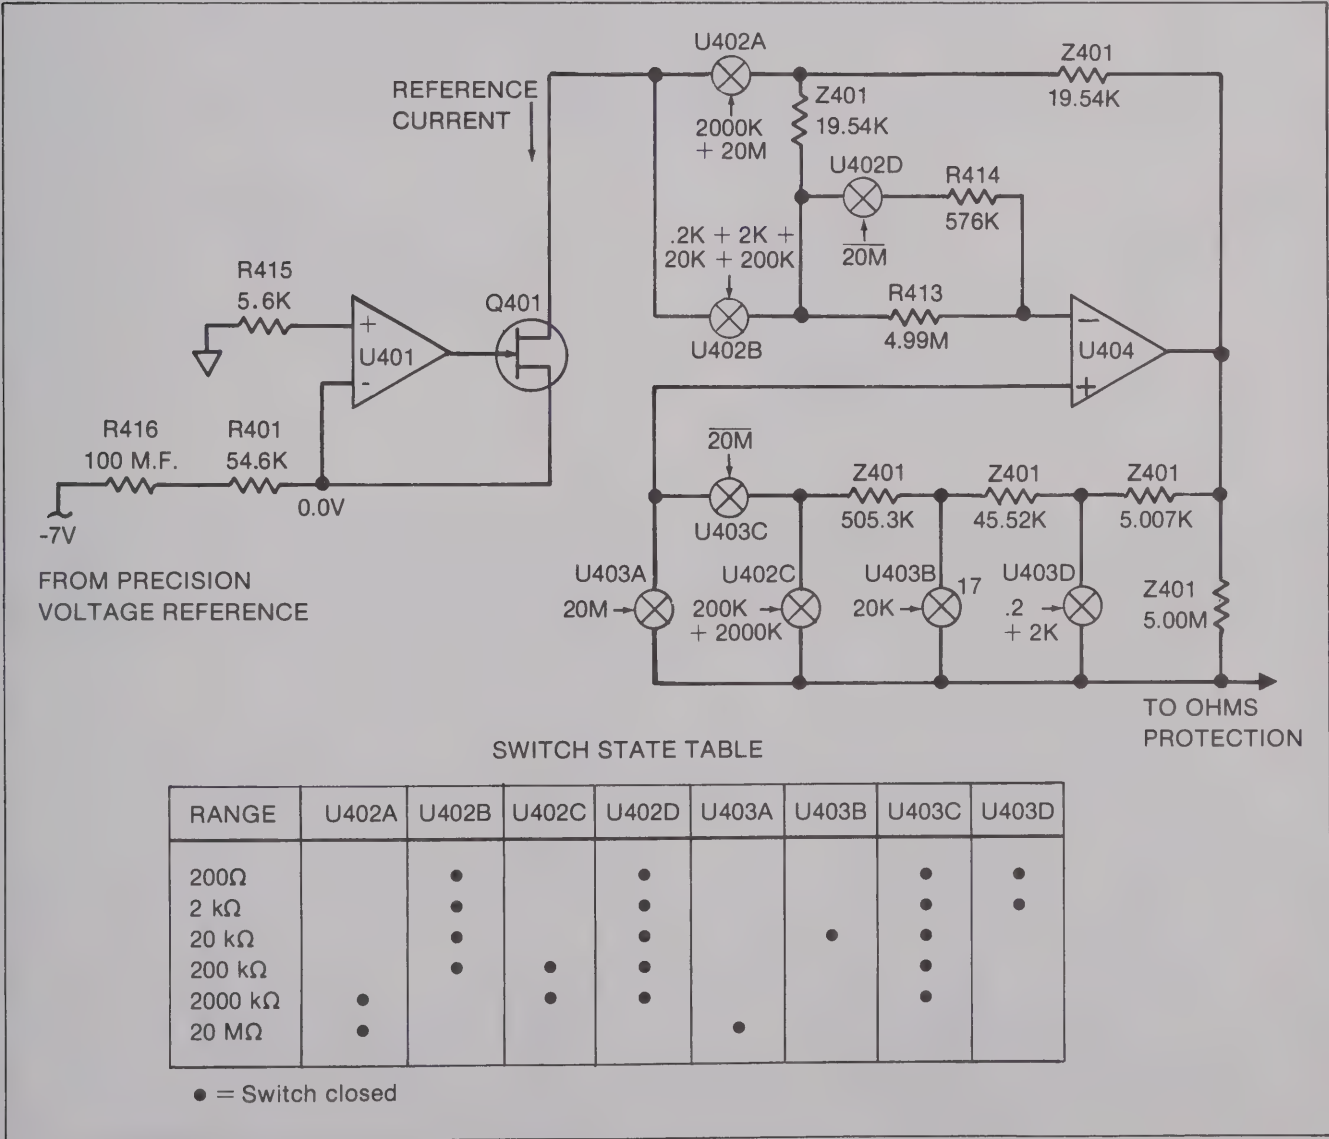 U402A
Z401
19.54K
REFERENCE
CURRENT
2000K
+ 20M
Z401
19.54K
U402D
20M
R414
576K
.2K + 2K +
20K + 200K
U402B
R413
4.99M
R415
5.6K
+
U401
-
Q401
−
U404
+
R416
100 M.F.
R401
54.6K
0.0V
-7V
FROM PRECISION
VOLTAGE REFERENCE
20M
U403C
Z401
505.3K
Z401
45.52K
Z401
5.007K
U403A
20M
U402C
200K
+ 2000K
U403B
17
20K
U403D
.2
+ 2K
Z401
5.00M
TO OHMS
PROTECTION
SWITCH STATE TABLE
RANGE U402A U402B U402C U402D U403A U403B U403C U403D
200Ω ● ● ● ●
2 kΩ ● ● ● ●
20 kΩ ● ● ● ●
200 kΩ ● ● ● ●
2000 kΩ ● ● ● ●
20 MΩ ● ●
● = Switch closed